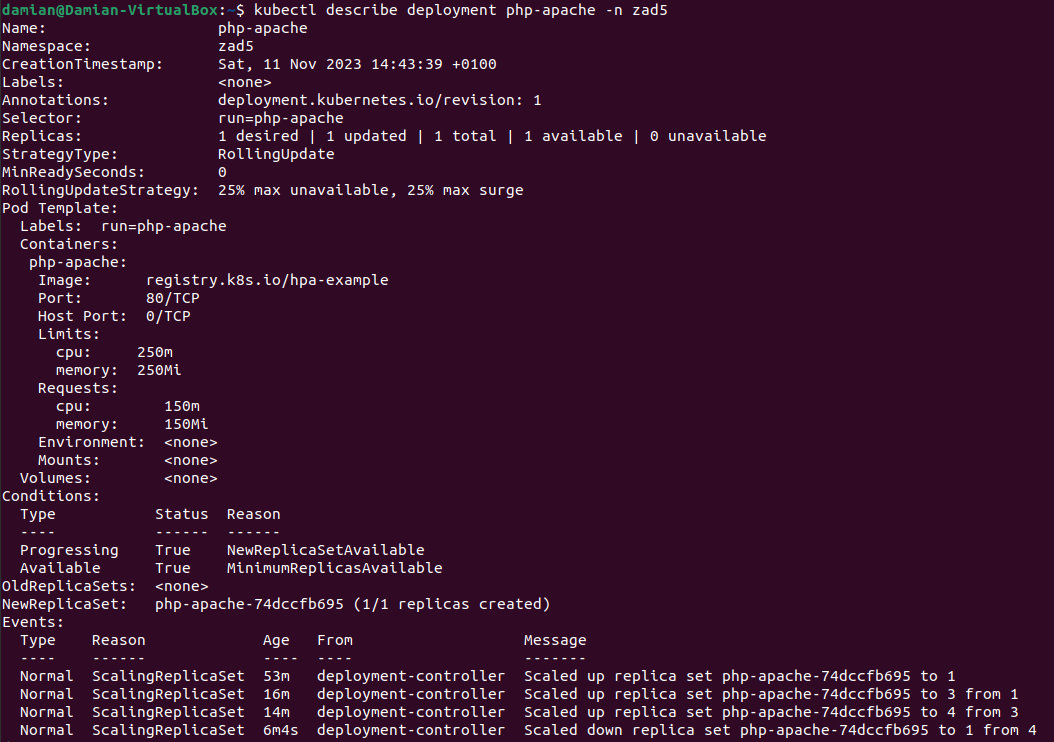 damian@Damian-VirtualBox:~$ kubectl describe deployment php-apache -n zad5
Name:                   php-apache
Namespace:              zad5
CreationTimestamp:      Sat, 11 Nov 2023 14:43:39 +0100
Labels:                 <none>
Annotations:            deployment.kubernetes.io/revision: 1
Selector:               run=php-apache
Replicas:               1 desired | 1 updated | 1 total | 1 available | 0 unavailable
StrategyType:           RollingUpdate
MinReadySeconds:        0
RollingUpdateStrategy:  25% max unavailable, 25% max surge
Pod Template:
  Labels:  run=php-apache
  Containers:
   php-apache:
    Image:      registry.k8s.io/hpa-example
    Port:       80/TCP
    Host Port:  0/TCP
    Limits:
      cpu:     250m
      memory:  250Mi
    Requests:
      cpu:        150m
      memory:     150Mi
    Environment:  <none>
    Mounts:       <none>
  Volumes:        <none>
Conditions:
  Type           Status  Reason
  ----           ------  ------
  Progressing    True    NewReplicaSetAvailable
  Available      True    MinimumReplicasAvailable
OldReplicaSets:  <none>
NewReplicaSet:   php-apache-74dccfb695 (1/1 replicas created)
Events:
  Type    Reason             Age   From                   Message
  ----    ------             ----  ----                   -------
  Normal  ScalingReplicaSet  53m   deployment-controller  Scaled up replica set php-apache-74dccfb695 to 1
  Normal  ScalingReplicaSet  16m   deployment-controller  Scaled up replica set php-apache-74dccfb695 to 3 from 1
  Normal  ScalingReplicaSet  14m   deployment-controller  Scaled up replica set php-apache-74dccfb695 to 4 from 3
  Normal  ScalingReplicaSet  6m4s  deployment-controller  Scaled down replica set php-apache-74dccfb695 to 1 from 4